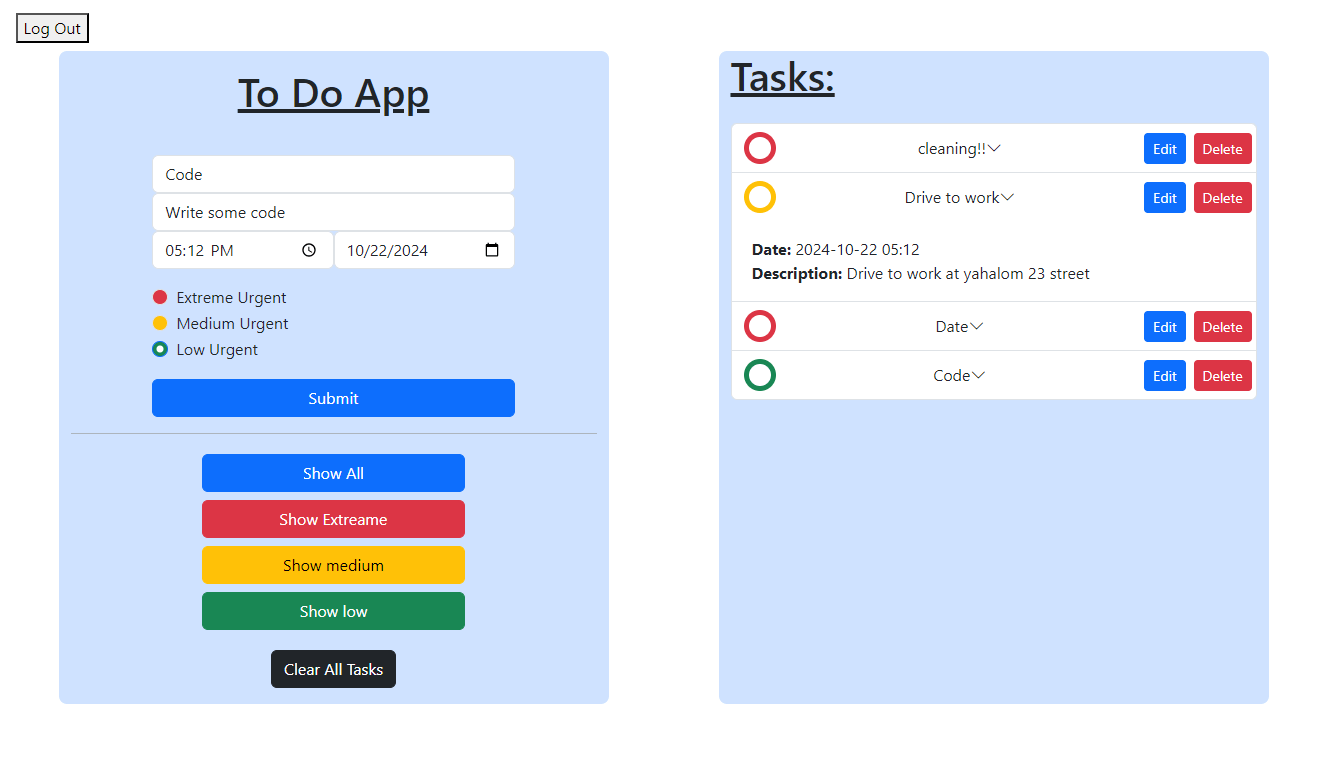 Log Out
To Do App
Code
Write some code
05:12 PM
10/22/2024
Extreme Urgent
Medium Urgent
Low Urgent
Submit
Show All
Show Extreame
Show medium
Show low
Clear All Tasks
Tasks:
cleaning!! Edit Delete
Drive to work Edit Delete
Date: 2024-10-22 05:12
Description: Drive to work at yahalom 23 street
Date Edit Delete
Code Edit Delete